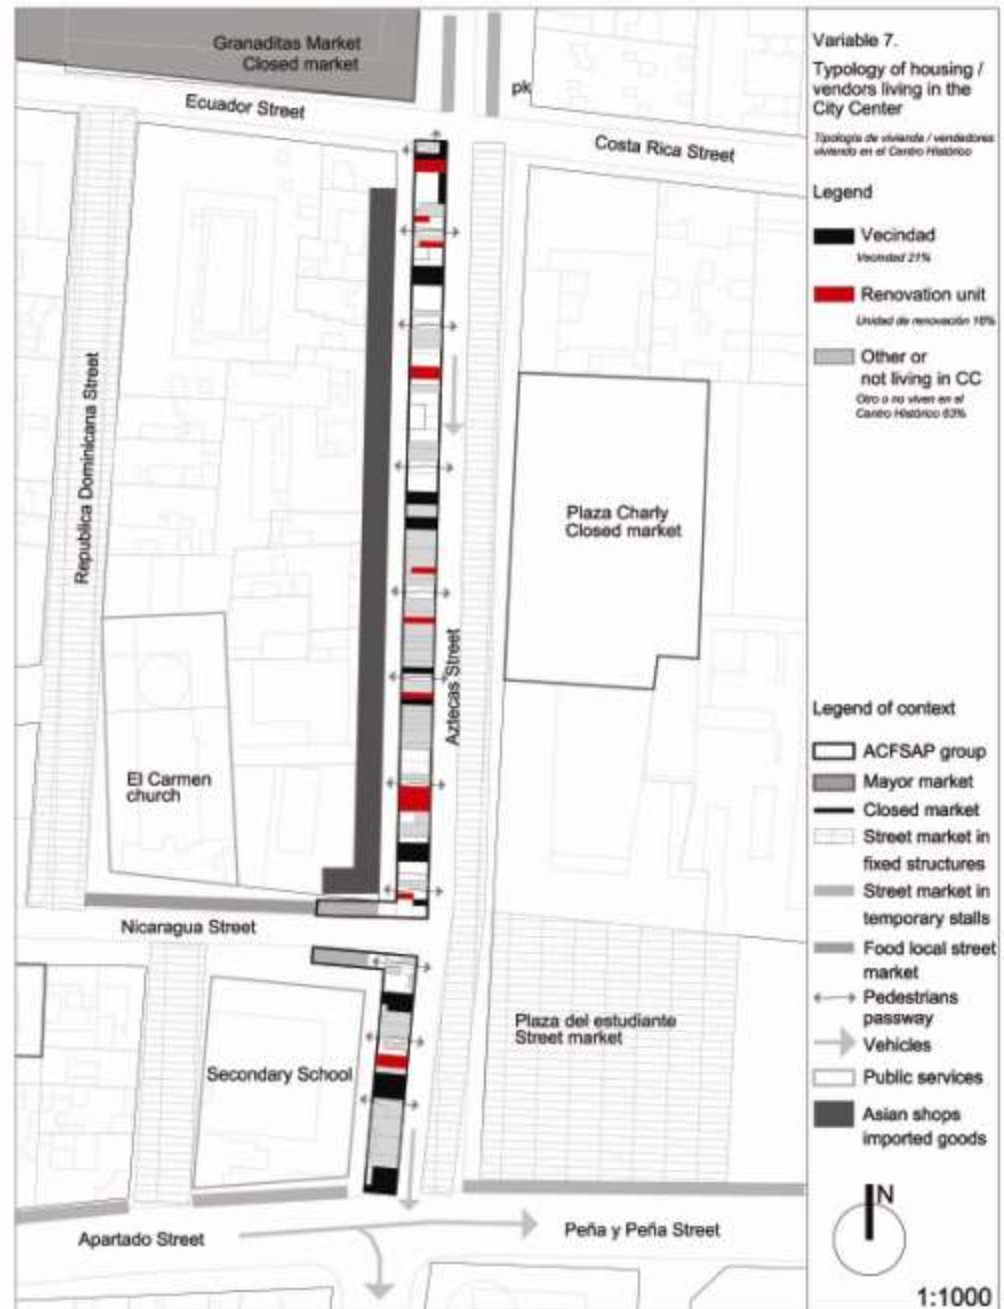 Granaditas Market
Closed market
Ecuador Street
pk
Costa Rica Street
Republica Dominicana Street
Plaza Charly
Closed market
Aztecas Street
El Carmen
church
Nicaragua Street
Secondary School
Plaza del estudiante
Street market
Apartado Street
Peña y Peña Street
Variable 7.
Typology of housing /
vendors living in the
City Center
Tipología de vivienda / vendedores
viviendo en el Centro Histórico
Legend
Vecindad
Vecindad 21%
Renovation unit
Unidad de renovación 16%
Other or
not living in CC
Otro o no viven en el
Centro Histórico 63%
Legend of context
ACFSAP group
Mayor market
Closed market
Street market in
fixed structures
Street market in
temporary stalls
Food local street
market
Pedestrians
passway
Vehicles
Public services
Asian shops
imported goods
N
1:1000